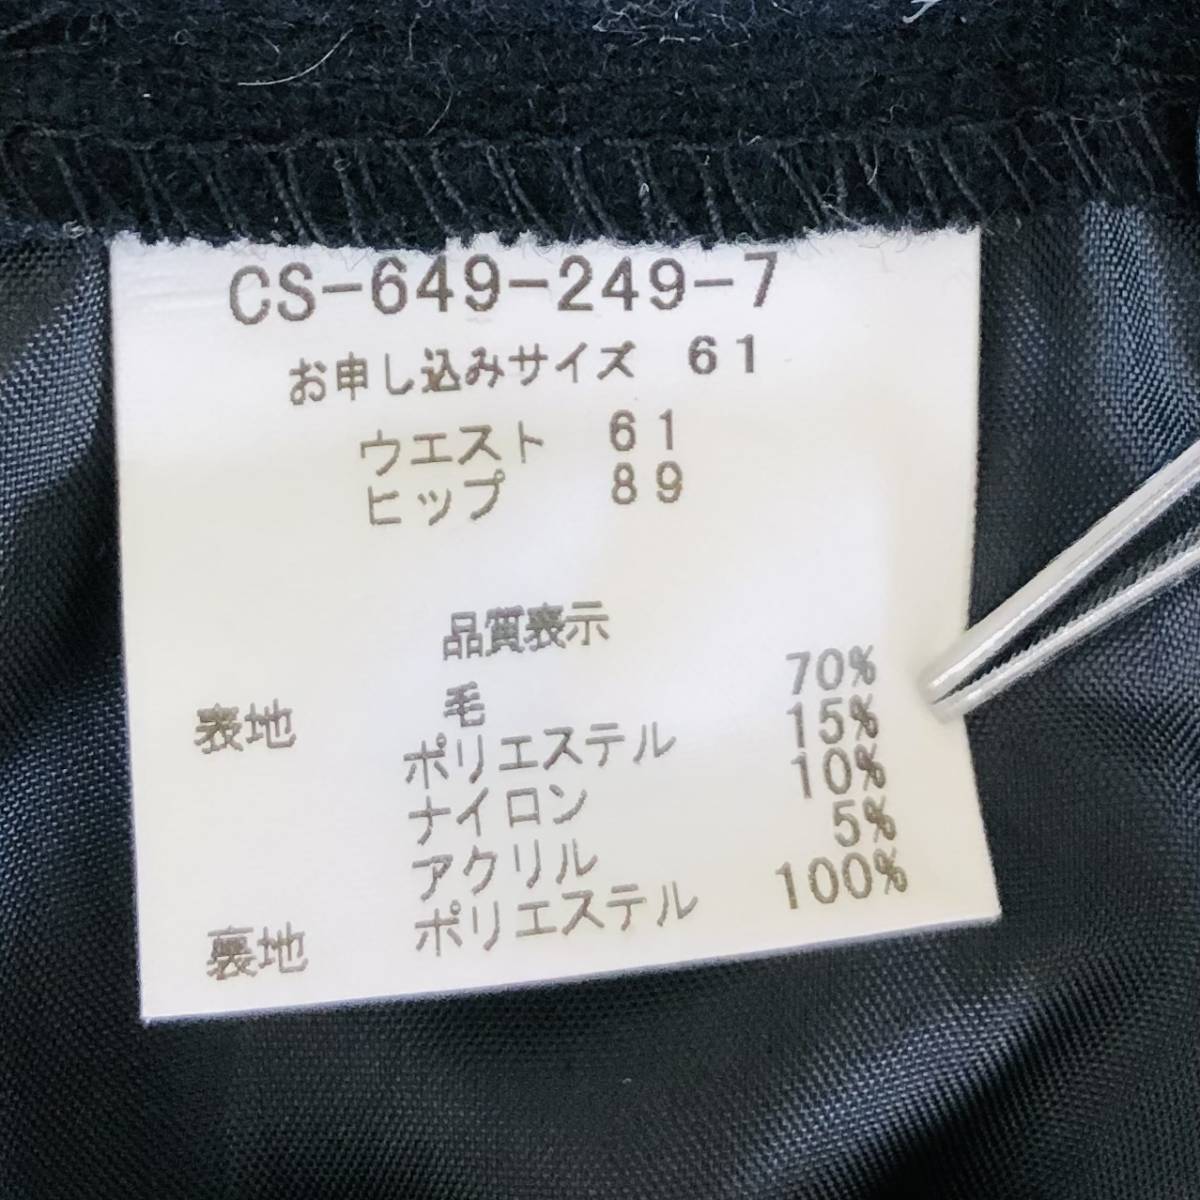 CS-649-249-7
お申し込みサイズ 61
ウエスト 61
ヒップ 89
品質表示
表地 毛 70%
ポリエステル 15%
ナイロン 10%
アクリル 5%
裏地 ポリエステル 100%